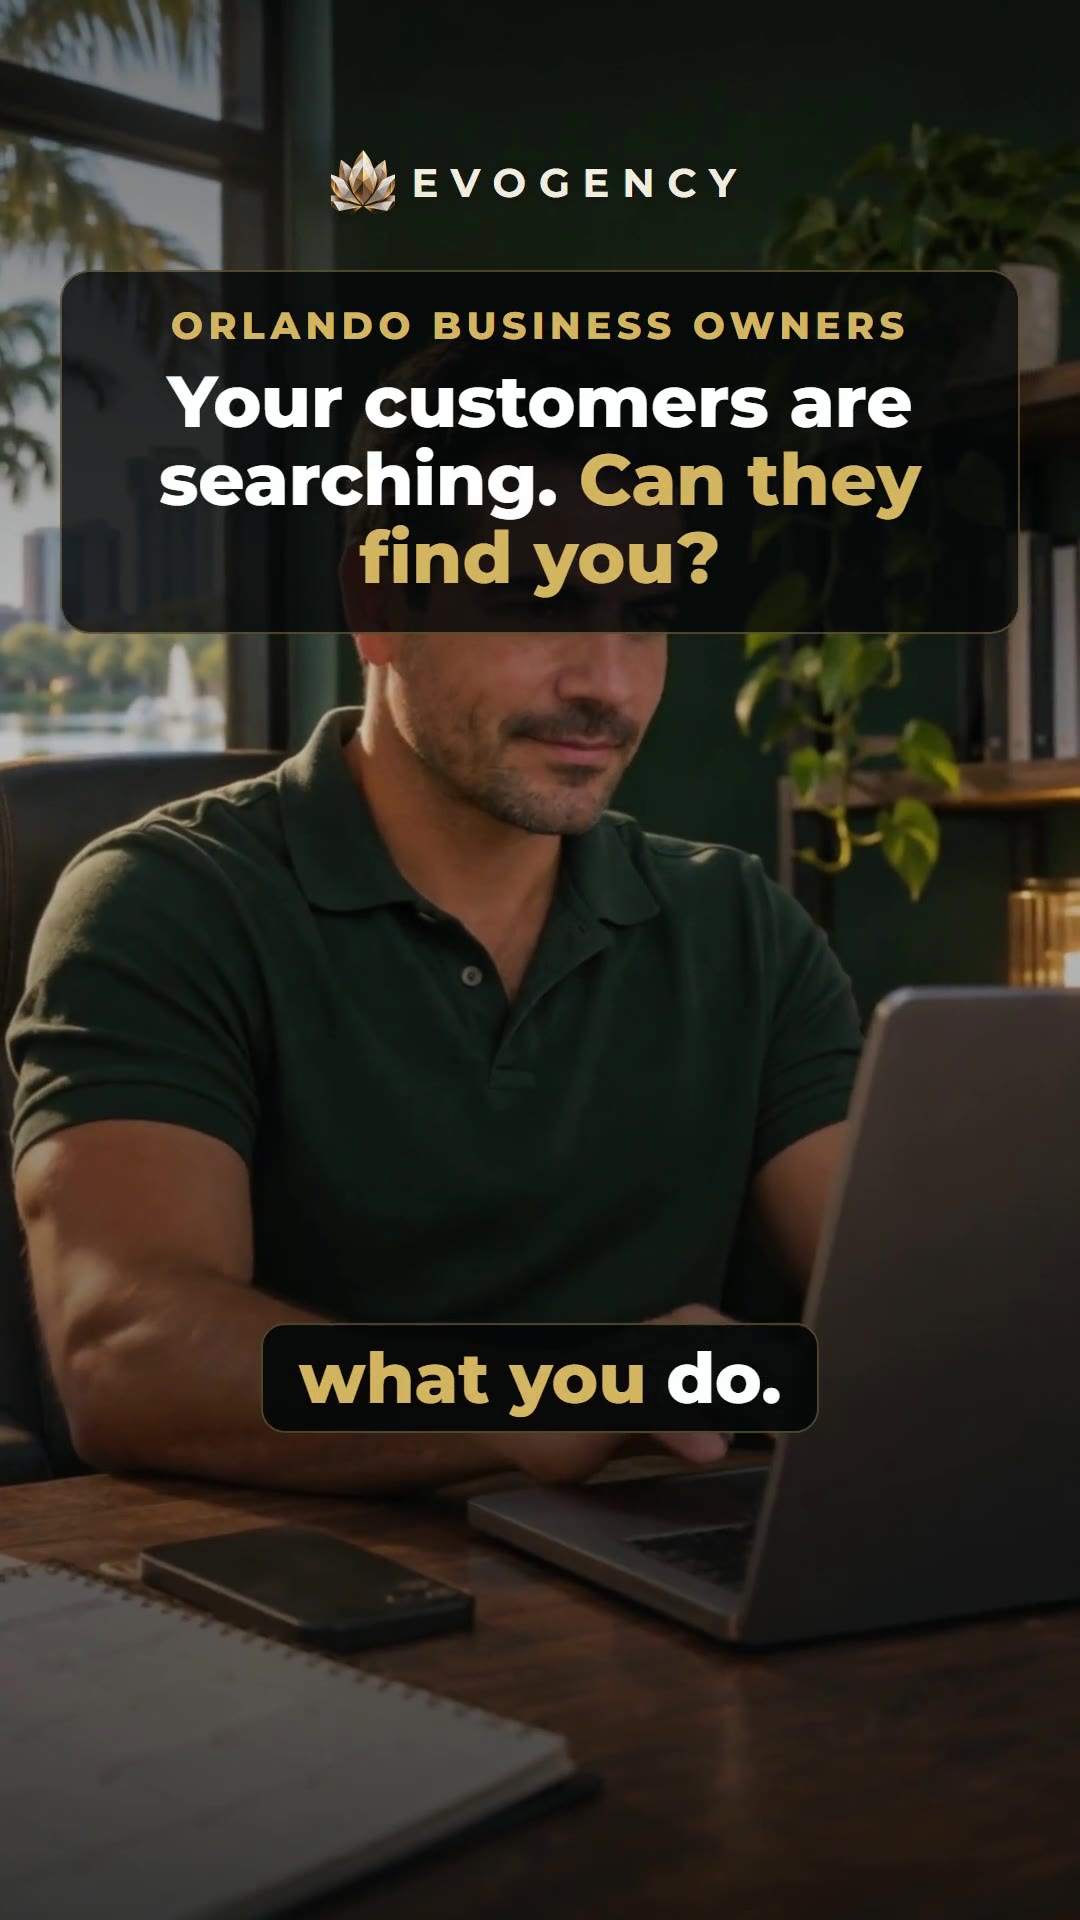 EVOGENCY
ORLANDO BUSINESS OWNERS
Your customers are
searching. Can they
find you?
what you do.